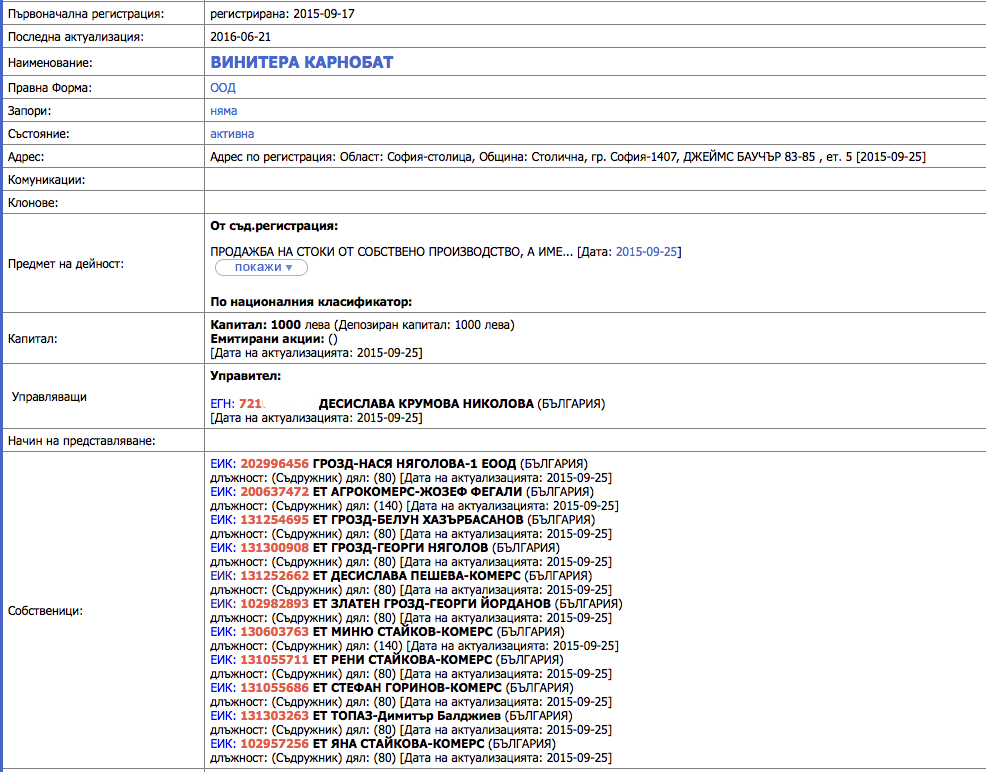 Първоначална регистрация: регистрирана: 2015-09-17
Последна актуализация: 2016-06-21
Наименование: ВИНИТЕРА КАРНОБАТ
Правна Форма: ООД
Запори: няма
Състояние: активна
Адрес: Адрес по регистрация: Област: София-столица, Община: Столична, гр. София-1407, ДЖЕЙМС БАУЧЪР 83-85 , ет. 5 [2015-09-25]
Комуникации:
Клонове:
Предмет на дейност:
От съд.регистрация:
ПРОДАЖБА НА СТОКИ ОТ СОБСТВЕНО ПРОИЗВОДСТВО, А ИМЕ... [Дата: 2015-09-25]
покажи ▼
По националния класификатор:
Капитал:
Капитал: 1000 лева (Депозиран капитал: 1000 лева)
Емитирани акции: ()
[Дата на актуализацията: 2015-09-25]
Управляващи
Управител:
ЕГН: 721 ДЕСИСЛАВА КРУМОВА НИКОЛОВА (БЪЛГАРИЯ)
[Дата на актуализацията: 2015-09-25]
Начин на представляване:
Собственици:
ЕИК: 202996456 ГРОЗД-НАСЯ НЯГОЛОВА-1 ЕООД (БЪЛГАРИЯ)
длъжност: (Съдружник) дял: (80) [Дата на актуализацията: 2015-09-25]
ЕИК: 200637472 ЕТ АГРОКОМЕРС-ЖОЗЕФ ФЕГАЛИ (БЪЛГАРИЯ)
длъжност: (Съдружник) дял: (140) [Дата на актуализацията: 2015-09-25]
ЕИК: 131254695 ЕТ ГРОЗД-БЕЛУН ХАЗЪРБАСАНОВ (БЪЛГАРИЯ)
длъжност: (Съдружник) дял: (80) [Дата на актуализацията: 2015-09-25]
ЕИК: 131300908 ЕТ ГРОЗД-ГЕОРГИ НЯГОЛОВ (БЪЛГАРИЯ)
длъжност: (Съдружник) дял: (80) [Дата на актуализацията: 2015-09-25]
ЕИК: 131252662 ЕТ ДЕСИСЛАВА ПЕШЕВА-КОМЕРС (БЪЛГАРИЯ)
длъжност: (Съдружник) дял: (80) [Дата на актуализацията: 2015-09-25]
ЕИК: 102982893 ЕТ ЗЛАТЕН ГРОЗД-ГЕОРГИ ЙОРДАНОВ (БЪЛГАРИЯ)
длъжност: (Съдружник) дял: (80) [Дата на актуализацията: 2015-09-25]
ЕИК: 130603763 ЕТ МИНЮ СТАЙКОВ-КОМЕРС (БЪЛГАРИЯ)
длъжност: (Съдружник) дял: (140) [Дата на актуализацията: 2015-09-25]
ЕИК: 131055711 ЕТ РЕНИ СТАЙКОВА-КОМЕРС (БЪЛГАРИЯ)
длъжност: (Съдружник) дял: (80) [Дата на актуализацията: 2015-09-25]
ЕИК: 131055686 ЕТ СТЕФАН ГОРИНОВ-КОМЕРС (БЪЛГАРИЯ)
длъжност: (Съдружник) дял: (80) [Дата на актуализацията: 2015-09-25]
ЕИК: 131303263 ЕТ ТОПАЗ-Димитър Балджиев (БЪЛГАРИЯ)
длъжност: (Съдружник) дял: (80) [Дата на актуализацията: 2015-09-25]
ЕИК: 102957256 ЕТ ЯНА СТАЙКОВА-КОМЕРС (БЪЛГАРИЯ)
длъжност: (Съдружник) дял: (80) [Дата на актуализацията: 2015-09-25]